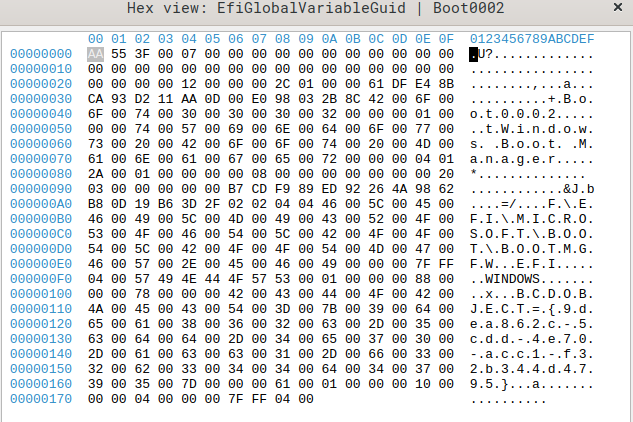 Hex view: EfiGlobalVariableGuid | Boot0002 ×
00 01 02 03 04 05 06 07 08 09 0A 0B 0C 0D 0E 0F 0123456789ABCDEF
00000000 AA 55 3F 00 07 00 00 00 00 00 00 00 00 00 00 00 .U?.............
00000010 00 00 00 00 00 00 00 00 00 00 00 00 00 00 00 00 ................
00000020 00 00 00 00 12 00 00 00 2C 01 00 00 61 DF E4 8B ........,...a...
00000030 CA 93 D2 11 AA 0D 00 E0 98 03 2B 8C 42 00 6F 00 ..........+.B.o.
00000040 6F 00 74 00 30 00 30 00 30 00 32 00 00 00 01 00 o.t.0.0.0.2.....
00000050 00 00 74 00 57 00 69 00 6E 00 64 00 6F 00 77 00 ..t.W.i.n.d.o.w.
00000060 73 00 20 00 42 00 6F 00 6F 00 74 00 20 00 4D 00 s. .B.o.o.t. .M.
00000070 61 00 6E 00 61 00 67 00 65 00 72 00 00 00 04 01 a.n.a.g.e.r.....
00000080 2A 00 01 00 00 00 00 08 00 00 00 00 00 00 00 20 *..............
00000090 03 00 00 00 00 00 B7 CD F9 89 ED 92 26 4A 98 62 ............&J.b
000000A0 B8 0D 19 B6 3D 2F 02 02 04 04 46 00 5C 00 45 00 ....=/....F.\.E.
000000B0 46 00 49 00 5C 00 4D 00 49 00 43 00 52 00 4F 00 F.I.\.M.I.C.R.O.
000000C0 53 00 4F 00 46 00 54 00 5C 00 42 00 4F 00 4F 00 S.O.F.T.\.B.O.O.
000000D0 54 00 5C 00 42 00 4F 00 4F 00 54 00 4D 00 47 00 T.\.B.O.O.T.M.G.
000000E0 46 00 57 00 2E 00 45 00 46 00 49 00 00 00 7F FF F.W...E.F.I.....
000000F0 04 00 57 49 4E 44 4F 57 53 00 01 00 00 00 88 00 ..WINDOWS.......
00000100 00 00 78 00 00 00 42 00 43 00 44 00 4F 00 42 00 ..x...B.C.D.O.B.
00000110 4A 00 45 00 43 00 54 00 3D 00 7B 00 39 00 64 00 J.E.C.T.=.{.9.d.
00000120 65 00 61 00 38 00 36 00 32 00 63 00 2D 00 35 00 e.a.8.6.2.c.-.5.
00000130 63 00 64 00 64 00 2D 00 34 00 65 00 37 00 30 00 c.d.d.-.4.e.7.0.
00000140 2D 00 61 00 63 00 63 00 31 00 2D 00 66 00 33 00 -.a.c.c.1.-.f.3.
00000150 32 00 62 00 33 00 34 00 34 00 64 00 34 00 37 00 2.b.3.4.4.d.4.7.
00000160 39 00 35 00 7D 00 00 00 61 00 01 00 00 00 10 00 9.5.}...a.......
00000170 00 00 04 00 00 00 7F FF 04 00 ..........